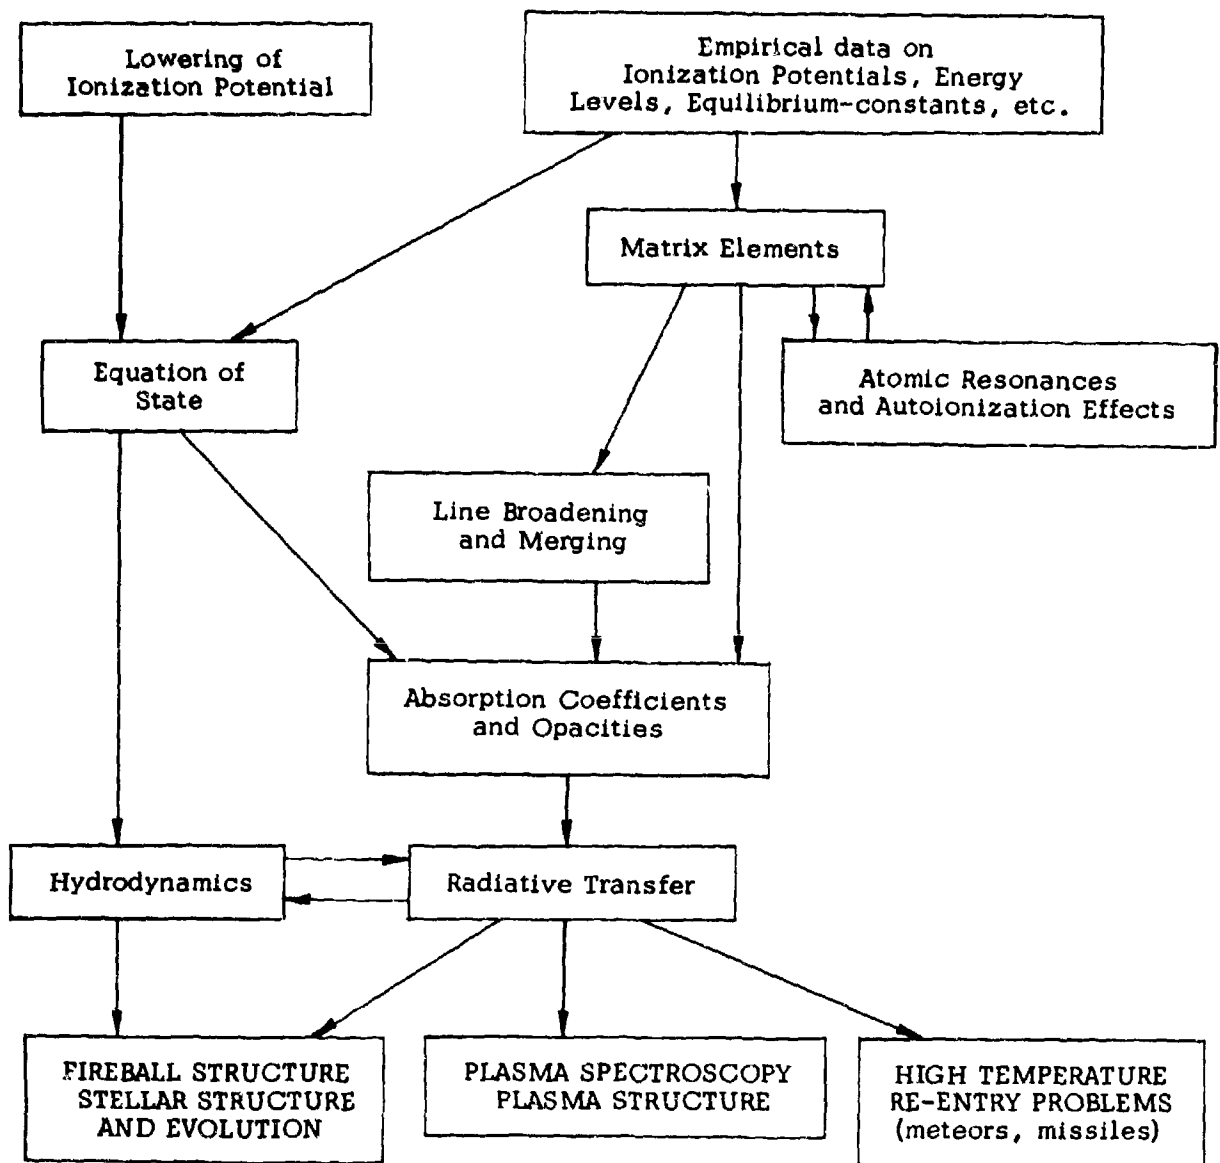 Lowering of
Ionization Potential
Empirical data on
Ionization Potentials, Energy
Levels, Equilibrium-constants, etc.
Matrix Elements
Equation of
State
Atomic Resonances
and Autoionization Effects
Line Broadening
and Merging
Absorption Coefficients
and Opacities
Hydrodynamics
Radiative Transfer
FIREBALL STRUCTURE
STELLAR STRUCTURE
AND EVOLUTION
PLASMA SPECTROSCOPY
PLASMA STRUCTURE
HIGH TEMPERATURE
RE-ENTRY PROBLEMS
(meteors, missiles)